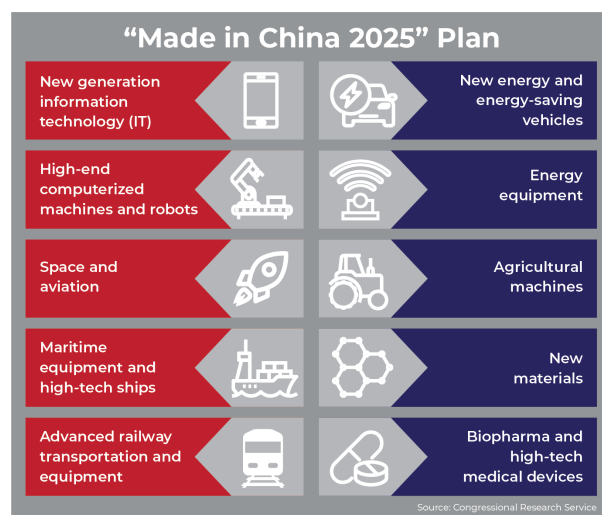 “Made in China 2025” Plan
New generation
information
technology (IT)
New energy and
energy-saving
vehicles
High-end
computerized
machines and robots
Energy
equipment
Space and
aviation
Agricultural
machines
Maritime
equipment and
high-tech ships
New
materials
Advanced railway
transportation and
equipment
Biopharma and
high-tech
medical devices
Source: Congressional Research Service